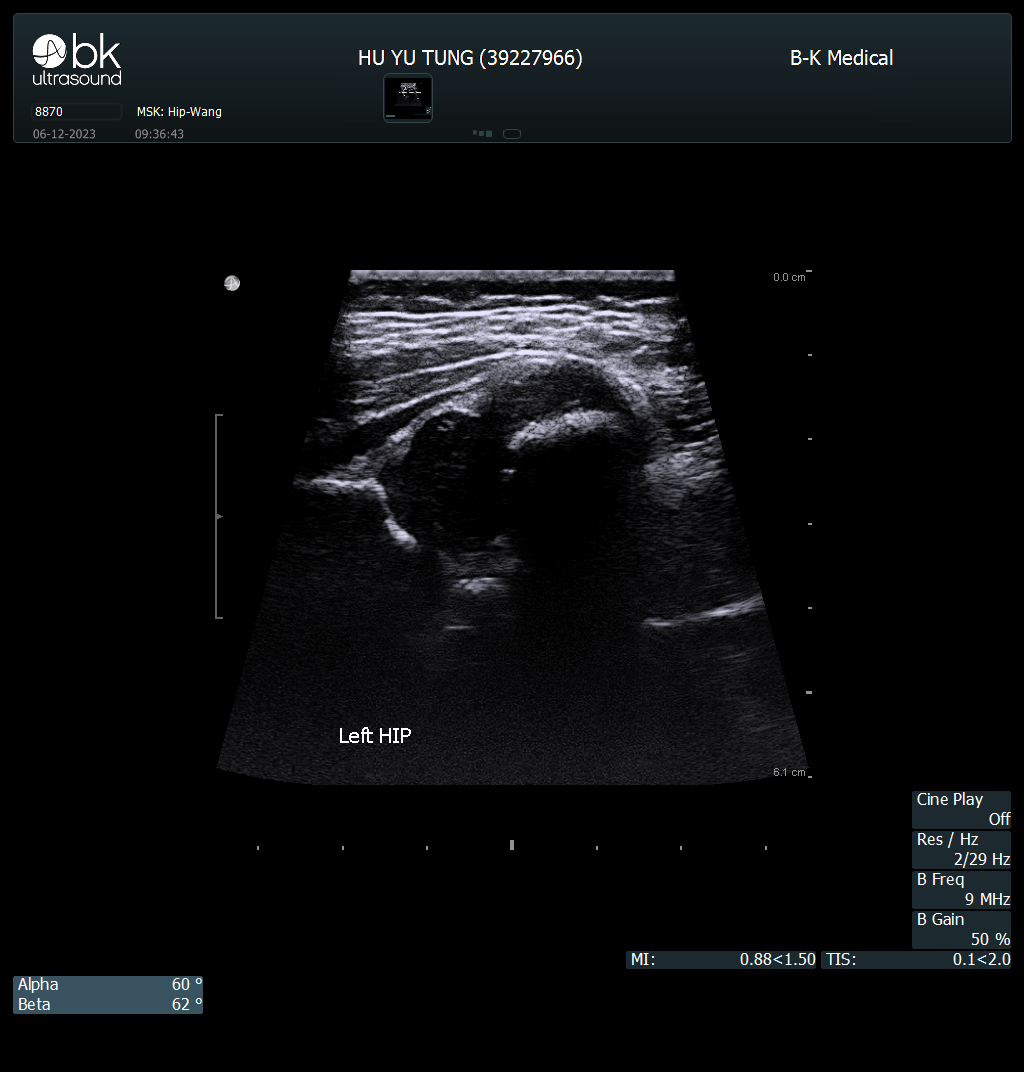 bk
ultrasound
HU YU TUNG (39227966)
B-K Medical
8870
MSK: Hip-Wang
06-12-2023
09:36:43
0.0 cm
Left HIP
6.1 cm
Cine Play
Off
Res / Hz
2/29 Hz
B Freq
9 MHz
B Gain
50 %
MI: 0.88<1.50
TIS: 0.1<2.0
Alpha 60 °
Beta 62 °